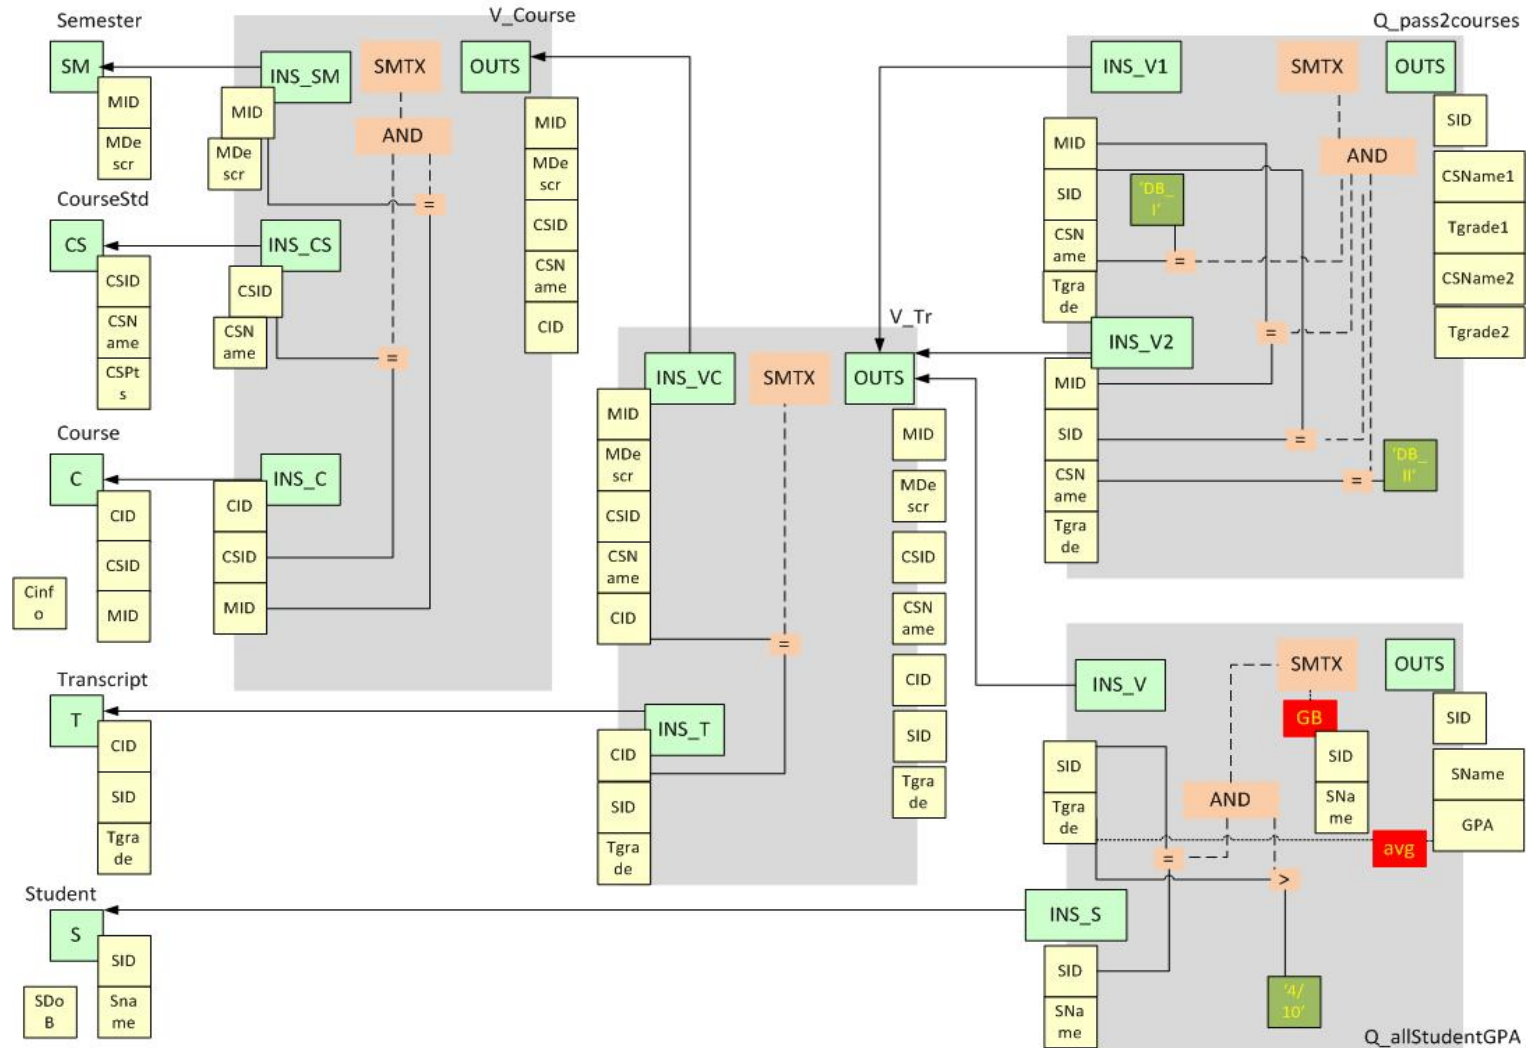 Semester
SM
MID
MDe
scr
CourseStd
CS
CSID
CSN
ame
CSPt
s
Course
C
CID
CSID
MID
Cinf
o
Transcript
T
CID
SID
Tgra
de
Student
S
SID
Sna
me
SDo
B
V_Course
INS_SM
SMTX
OUTS
MID
MDe
scr
AND
=
INS_CS
CSID
CSN
ame
=
INS_C
CID
CSID
MID
MID
MDe
scr
CSID
CSN
ame
CID
V_Tr
INS_VC
SMTX
OUTS
MID
MDe
scr
CSID
CSN
ame
CID
=
INS_T
CID
SID
Tgra
de
MID
MDe
scr
CSID
CSN
ame
CID
SID
Tgra
de
Q_pass2courses
INS_V1
SMTX
OUTS
MID
SID
CSN
ame
Tgra
de
AND
'DB_
I'
=
=
INS_V2
MID
SID
CSN
ame
Tgra
de
=
=
'DB_
II'
SID
CSName1
Tgrade1
CSName2
Tgrade2
INS_V
SMTX
OUTS
GB
SID
SNa
me
SID
Tgra
de
AND
=
>
avg
SID
SName
GPA
INS_S
SID
SNa
me
'4/
10'
Q_allStudentGPA